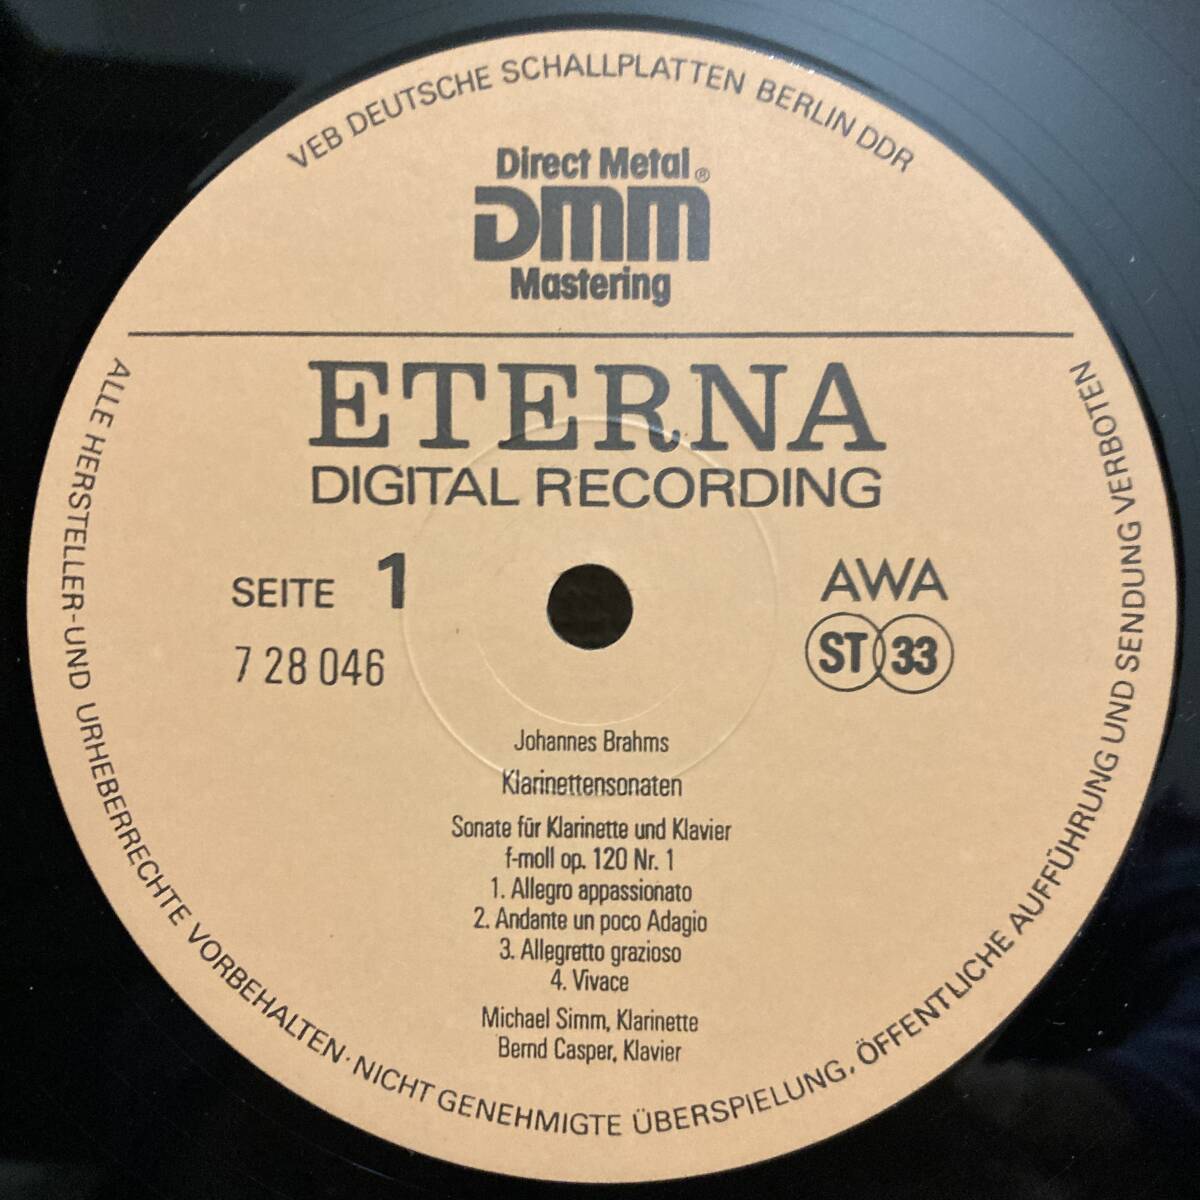 VEB DEUTSCHE SCHALLPLATTEN BERLIN DDR
Direct Metal®
DMM
Mastering
ETERNA
DIGITAL RECORDING
SEITE 1
7 28 046
AWA
ST 33
Johannes Brahms
Klarinettensonaten
Sonate für Klarinette und Klavier
f-moll op. 120 Nr. 1
1. Allegro appassionato
2. Andante un poco Adagio
3. Allegretto grazioso
4. Vivace
Michael Simm, Klarinette
Bernd Casper, Klavier
ALLE HERSTELLER-UND URHEBERRECHTE VORBEHALTEN·NICHT GENEHMIGTE ÜBERSPIELUNG, ÖFFENTLICHE AUFFÜHRUNG UND SENDUNG VERBOTEN